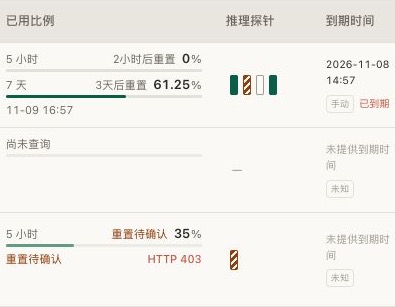 已用比例 推理探针 到期时间
5 小时 2小时后重置 0%
7 天 3天后重置 61.25%
11-09 16:57
2026-11-08
14:57
手动 已到期
尚未查询
—
未提供到期时
间
未知
5 小时 重置待确认 35%
重置待确认 HTTP 403
未提供到期时
间
未知